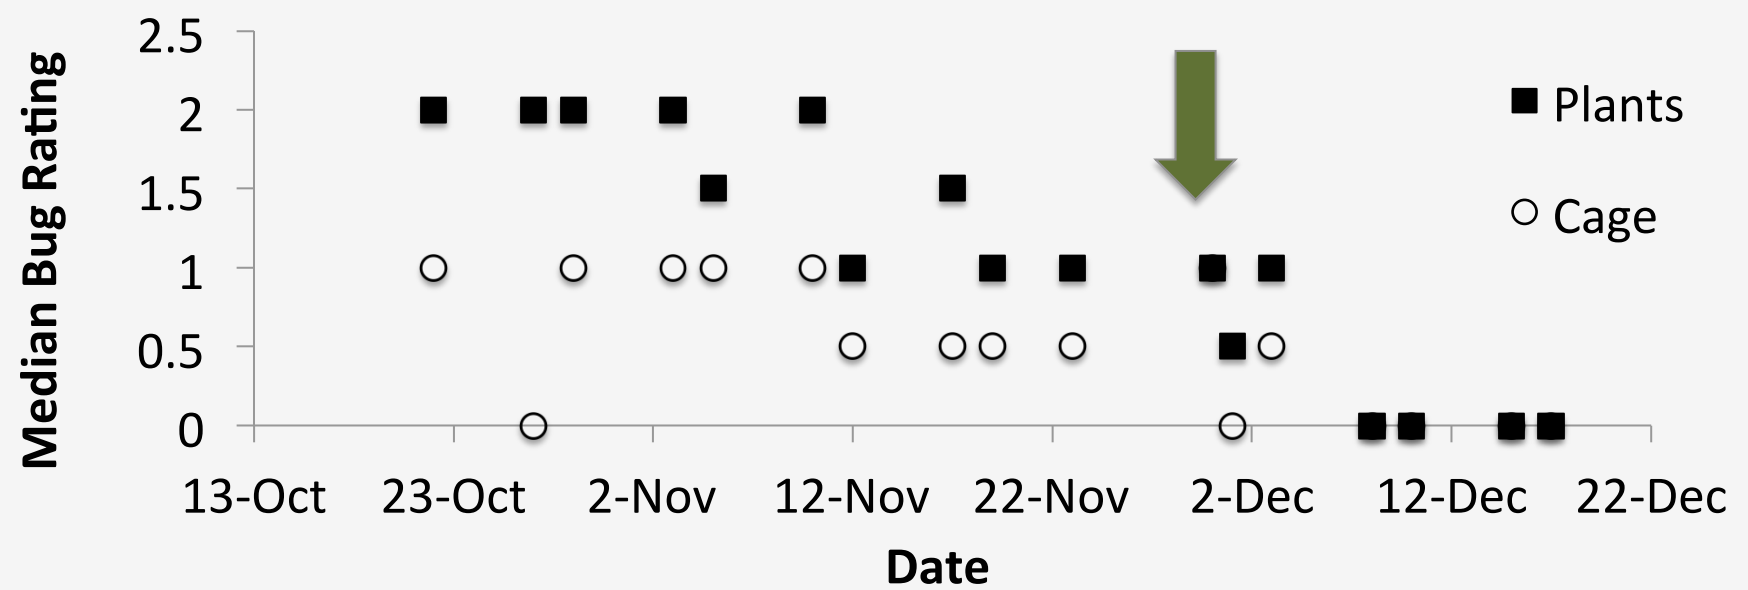 Median Bug Rating
2.5
2
1.5
1
0.5
0
13-Oct 23-Oct 2-Nov 12-Nov 22-Nov 2-Dec 12-Dec 22-Dec
Date
Plants
Cage